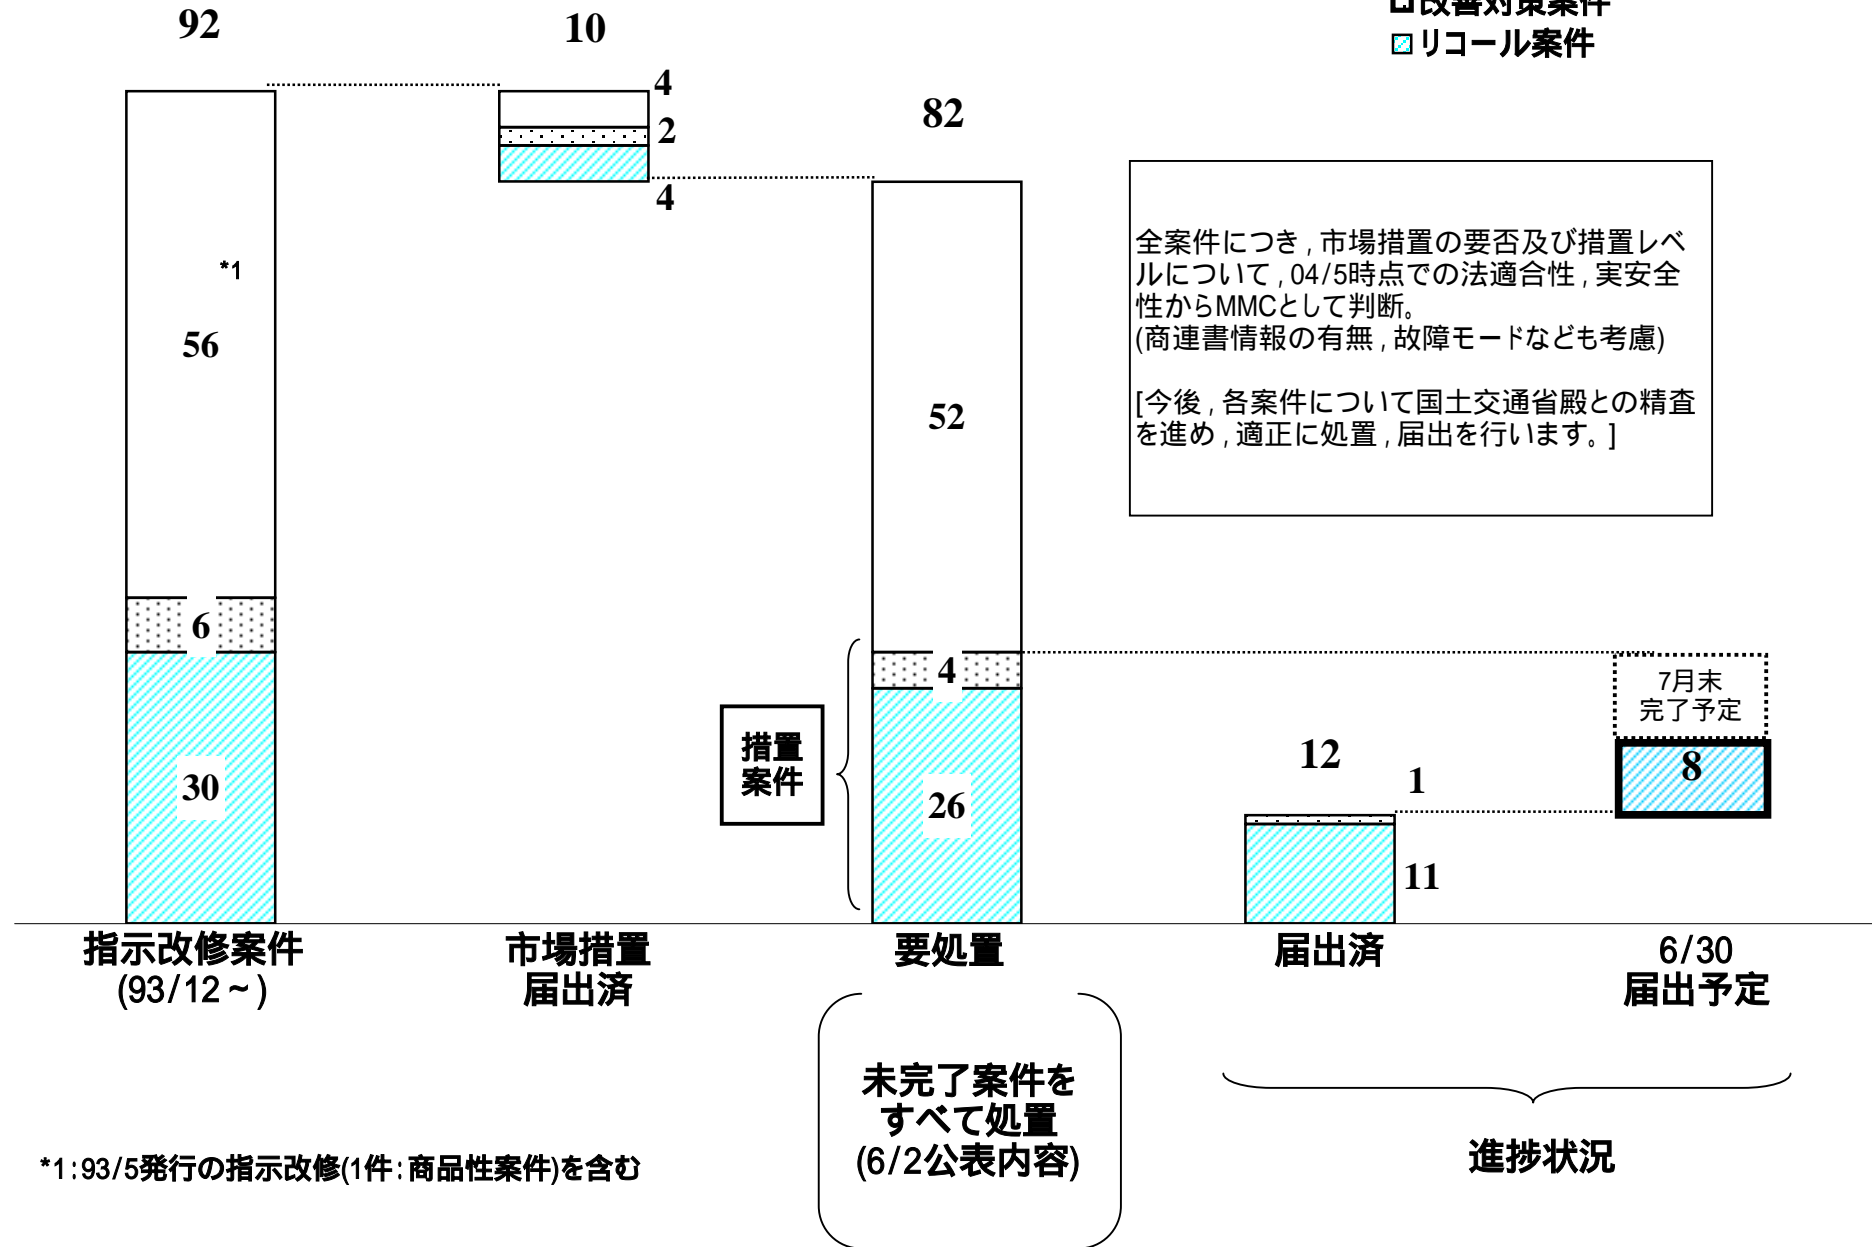 改善対策案件
リコール案件
92
10
82
4
2
4
*1
56
6
30
52
4
26
全案件につき,市場措置の要否及び措置レベ
ルについて,04/5時点での法適合性,実安全
性からMMCとして判断。
(商連書情報の有無,故障モードなども考慮)
[今後,各案件について国土交通省殿との精査
を進め,適正に処置,届出を行います。]
措置
案件
12
1
11
7月末
完了予定
8
指示改修案件
(93/12～)
市場措置
届出済
要処置
届出済
6/30
届出予定
未完了案件を
すべて処置
(6/2公表内容)
進捗状況
*1:93/5発行の指示改修(1件:商品性案件)を含む